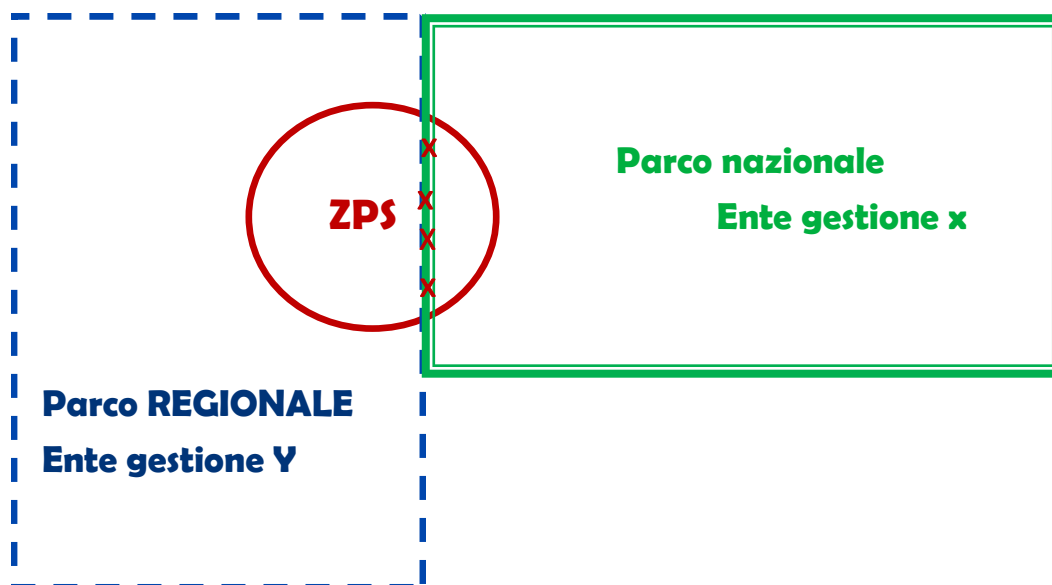 x
Parco nazionale
x
ZPS
Ente gestione x
x
x
Parco REGIONALE
Ente gestione Y